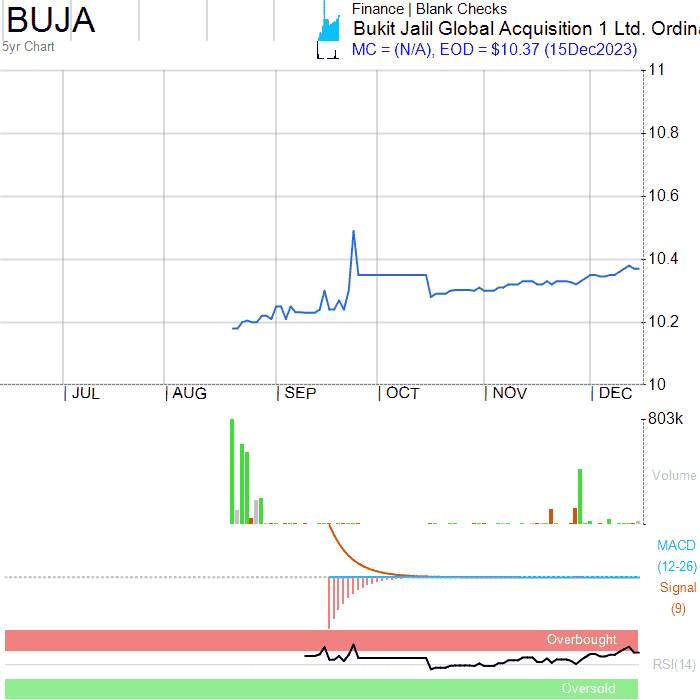 BUJA
5yr Chart
Finance | Blank Checks
Bukit Jalil Global Acquisition 1 Ltd. Ordina
MC = (N/A), EOD = $10.37 (15Dec2023)
11
10.8
10.6
10.4
10.2
10
JUL AUG SEP OCT NOV DEC
803k
Volume
MACD
(12-26)
Signal
(9)
Overbought
RSI(14)
Oversold